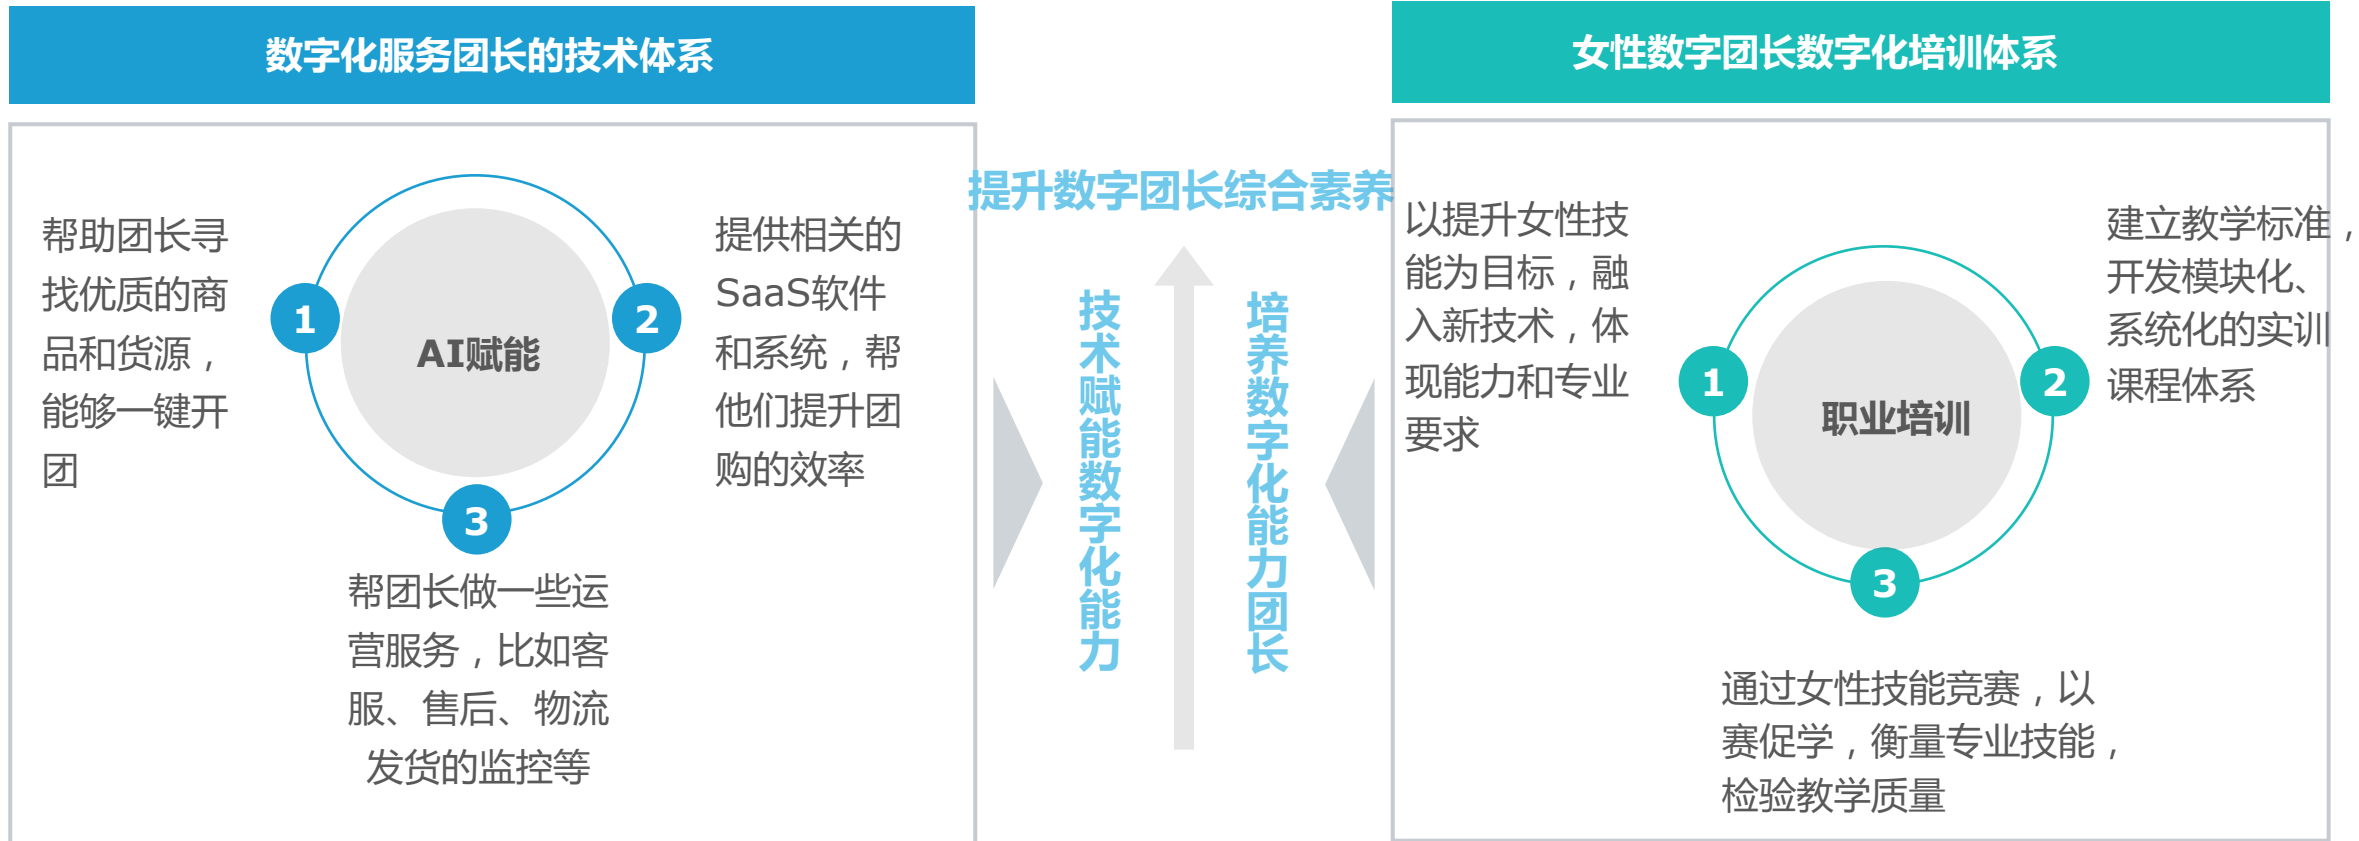 数字化服务团长的技术体系
帮助团长寻
找优质的商
品和货源，
能够一键开
团
1
AI赋能
2
3
提供相关的
SaaS软件
和系统，帮
他们提升团
购的效率
帮团长做一些运
营服务，比如客
服、售后、物流
发货的监控等
提升数字团长综合素养
技术赋能数字化能力
培养数字化能力团长
女性数字团长数字化培训体系
以提升女性技
能为目标，融
入新技术，体
现能力和专业
要求
1
职业培训
2
3
建立教学标准，
开发模块化、
系统化的实训
课程体系
通过女性技能竞赛，以
赛促学，衡量专业技能，
检验教学质量